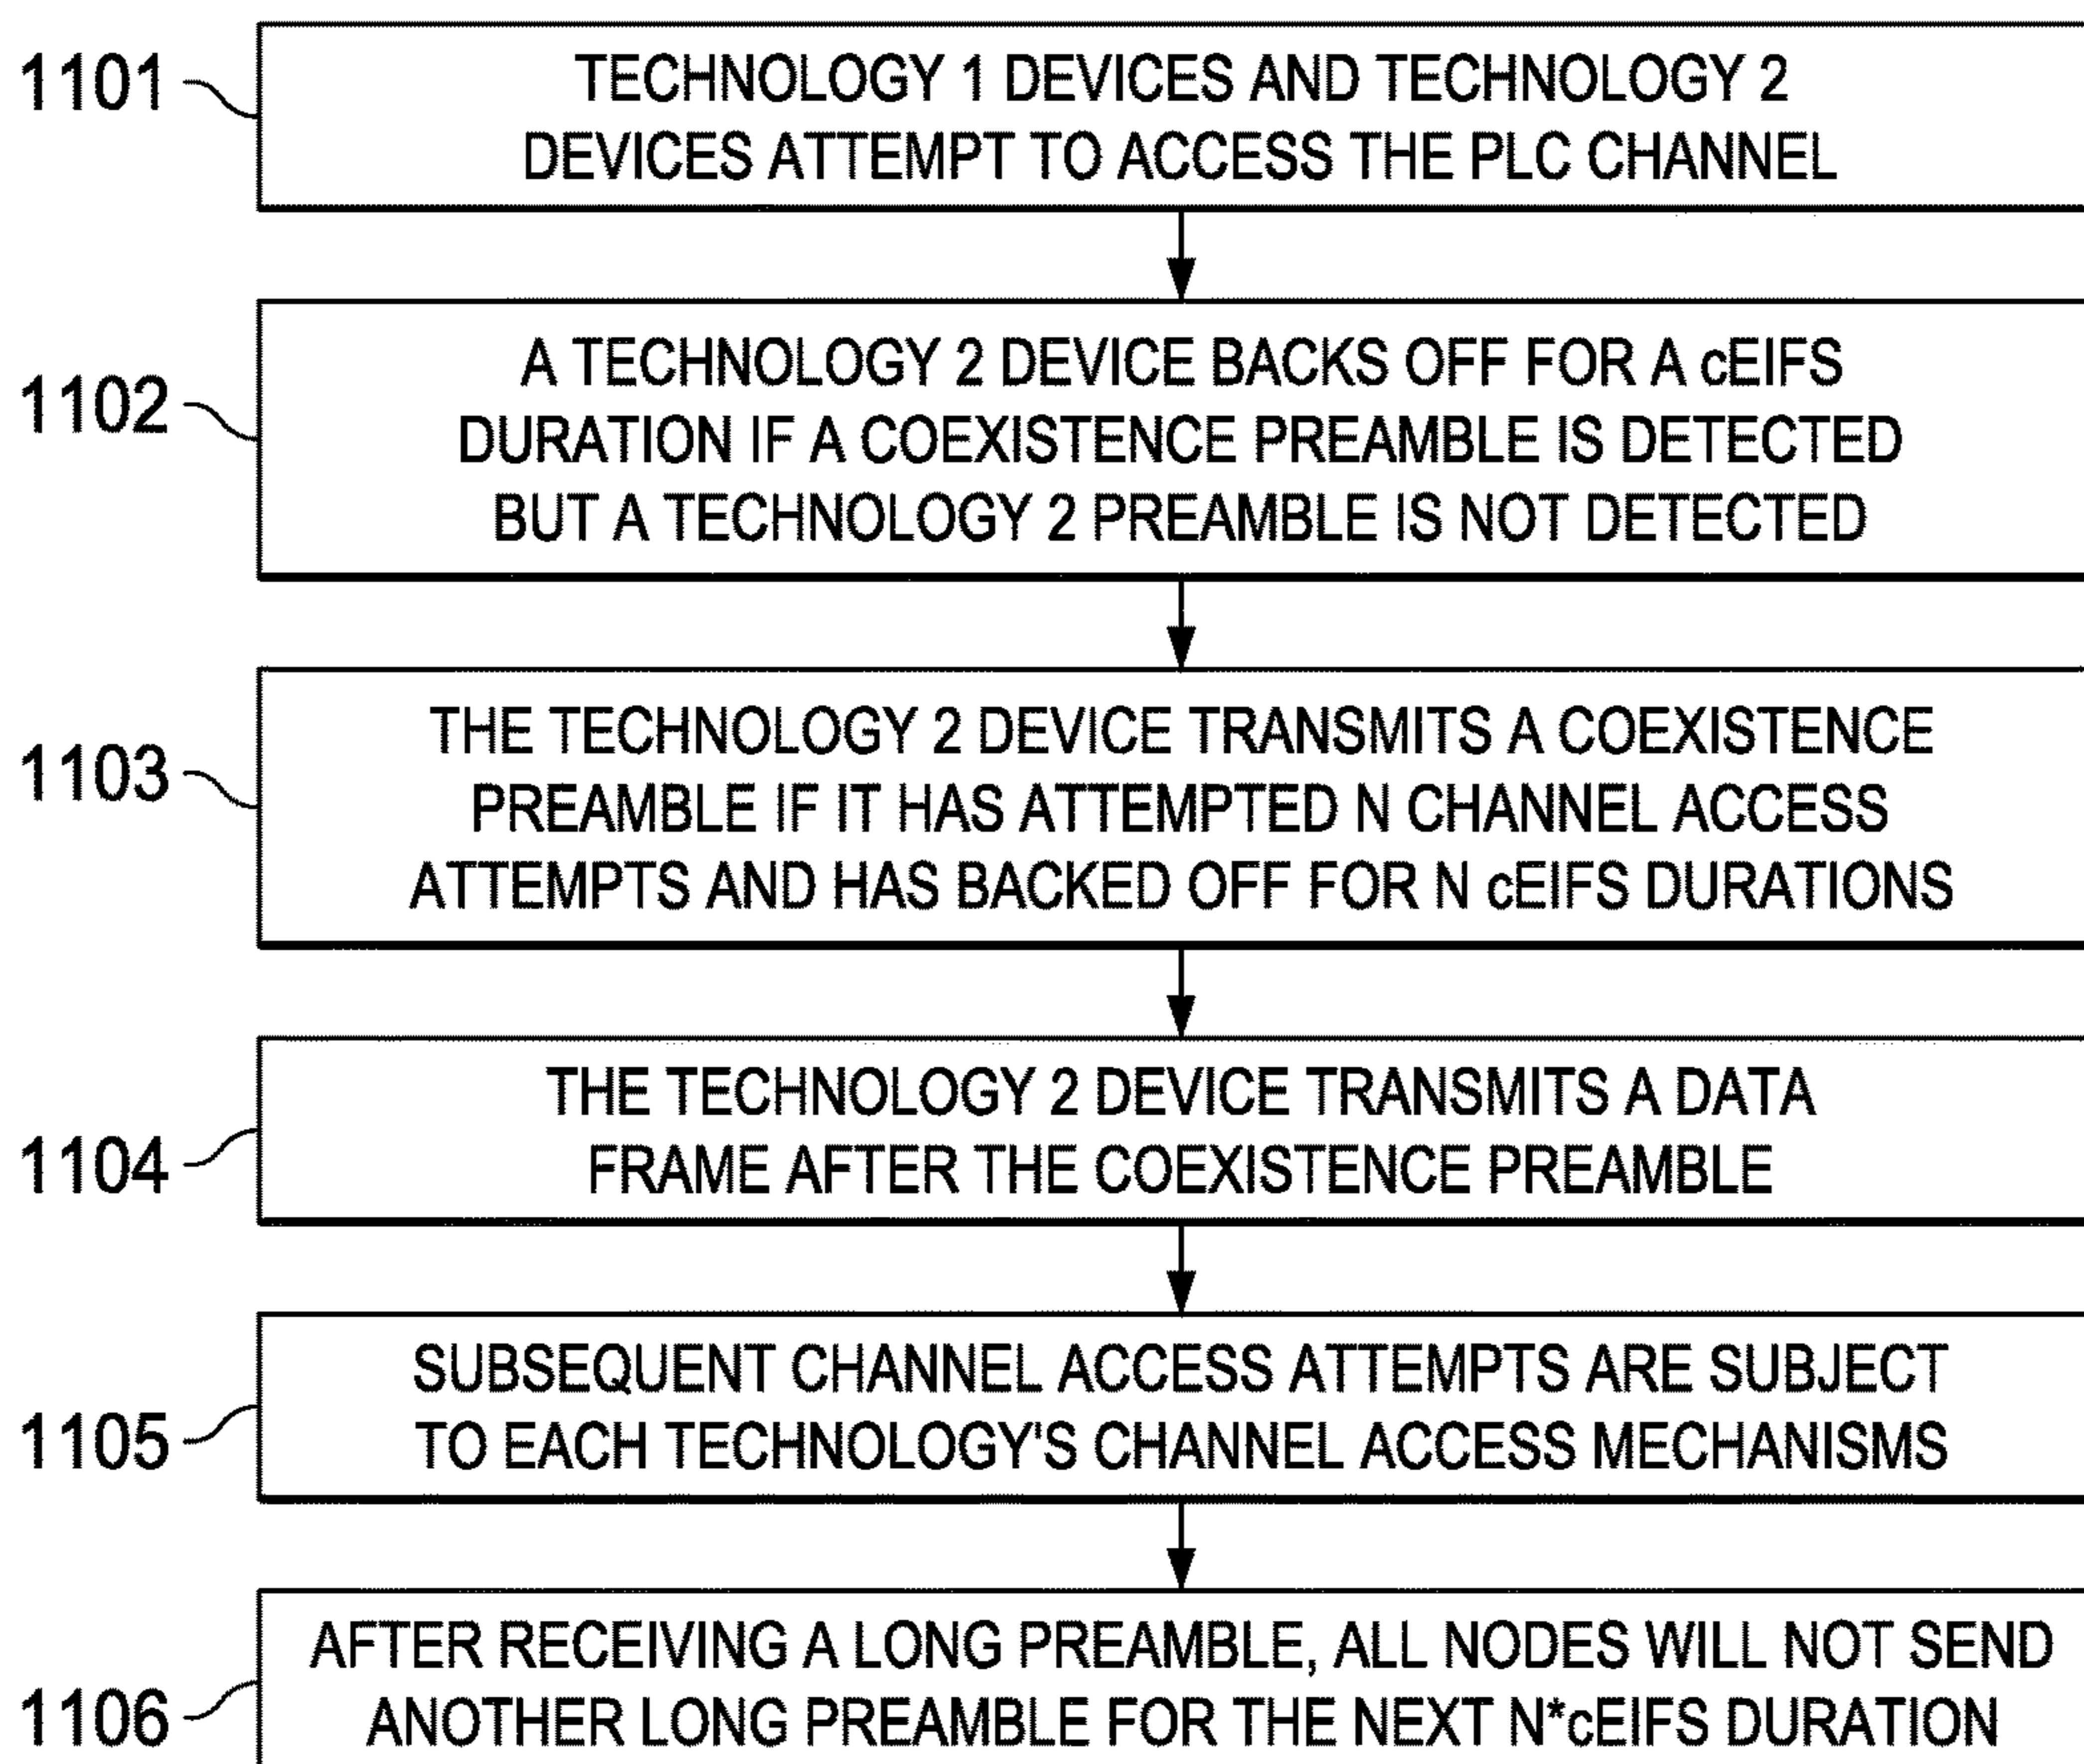 1101
TECHNOLOGY 1 DEVICES AND TECHNOLOGY 2
DEVICES ATTEMPT TO ACCESS THE PLC CHANNEL
1102
A TECHNOLOGY 2 DEVICE BACKS OFF FOR A cEIFS
DURATION IF A COEXISTENCE PREAMBLE IS DETECTED
BUT A TECHNOLOGY 2 PREAMBLE IS NOT DETECTED
1103
THE TECHNOLOGY 2 DEVICE TRANSMITS A COEXISTENCE
PREAMBLE IF IT HAS ATTEMPTED N CHANNEL ACCESS
ATTEMPTS AND HAS BACKED OFF FOR N cEIFS DURATIONS
1104
THE TECHNOLOGY 2 DEVICE TRANSMITS A DATA
FRAME AFTER THE COEXISTENCE PREAMBLE
1105
SUBSEQUENT CHANNEL ACCESS ATTEMPTS ARE SUBJECT
TO EACH TECHNOLOGY'S CHANNEL ACCESS MECHANISMS
1106
AFTER RECEIVING A LONG PREAMBLE, ALL NODES WILL NOT SEND
ANOTHER LONG PREAMBLE FOR THE NEXT N*cEIFS DURATION